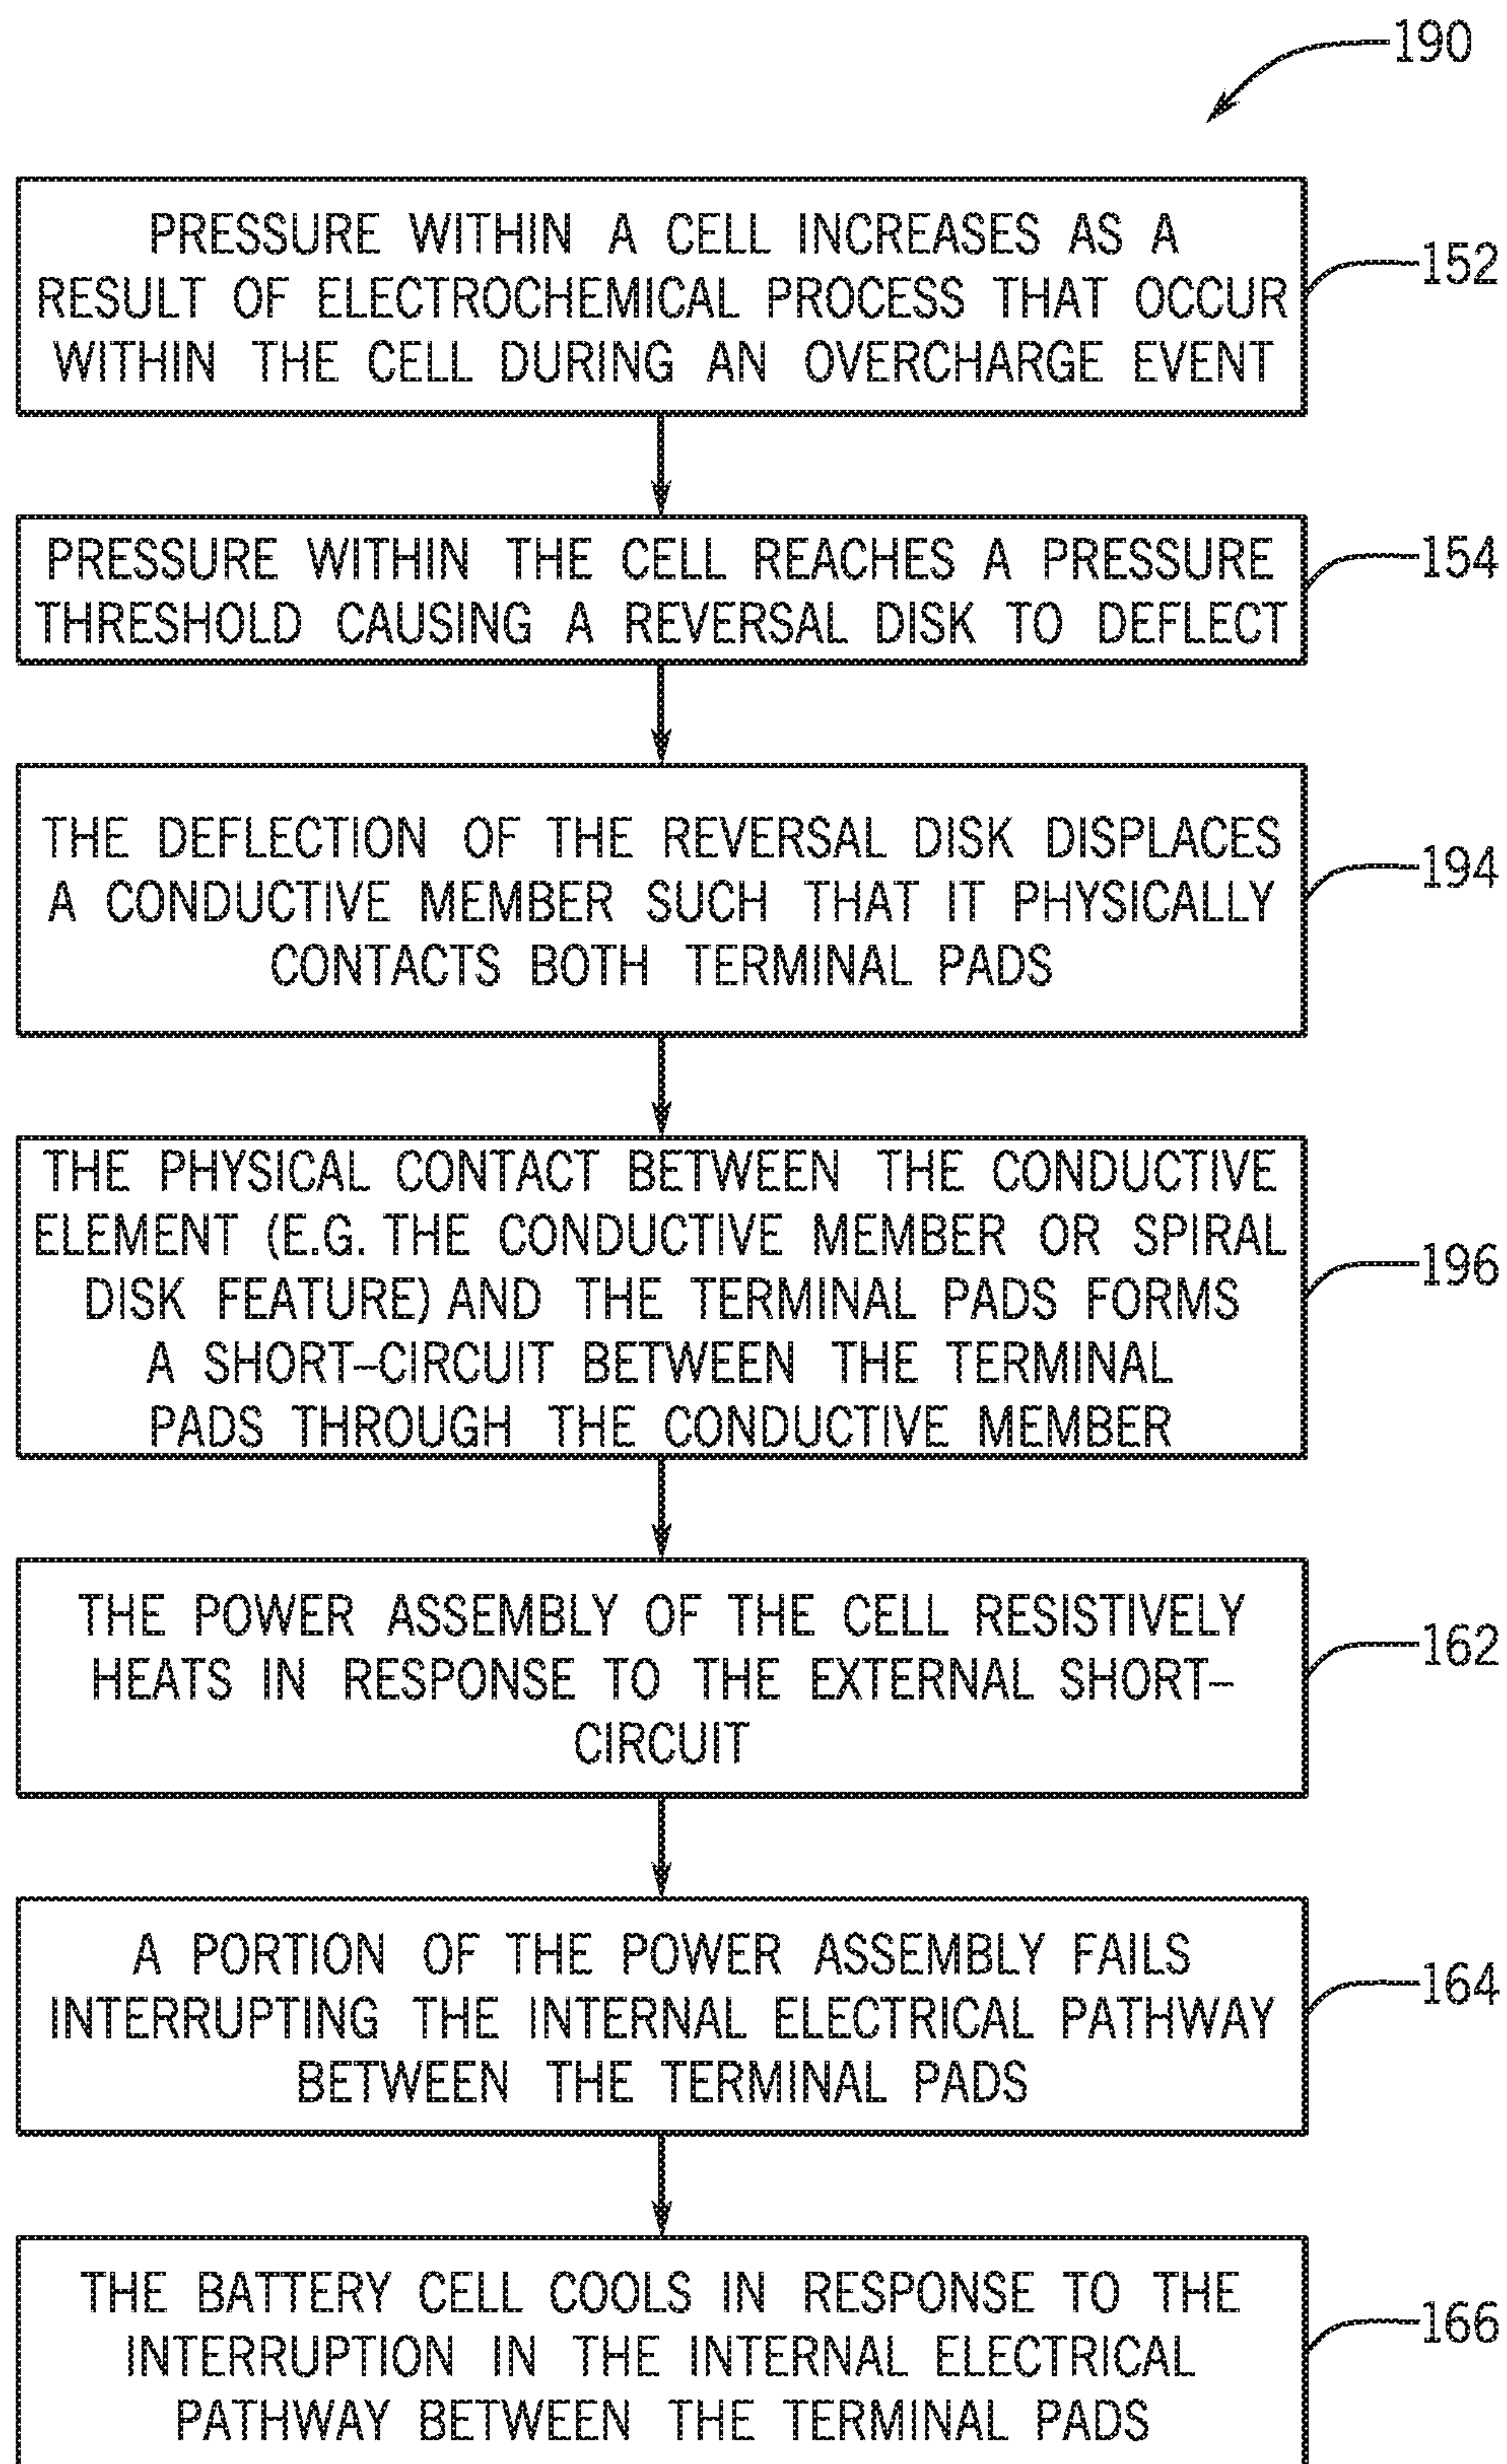 190
PRESSURE WITHIN A CELL INCREASES AS A
RESULT OF ELECTROCHEMICAL PROCESS THAT OCCUR
WITHIN THE CELL DURING AN OVERCHARGE EVENT
152
PRESSURE WITHIN THE CELL REACHES A PRESSURE
THRESHOLD CAUSING A REVERSAL DISK TO DEFLECT
154
THE DEFLECTION OF THE REVERSAL DISK DISPLACES
A CONDUCTIVE MEMBER SUCH THAT IT PHYSICALLY
CONTACTS BOTH TERMINAL PADS
194
THE PHYSICAL CONTACT BETWEEN THE CONDUCTIVE
ELEMENT (E.G. THE CONDUCTIVE MEMBER OR SPIRAL
DISK FEATURE) AND THE TERMINAL PADS FORMS
A SHORT–CIRCUIT BETWEEN THE TERMINAL
PADS THROUGH THE CONDUCTIVE MEMBER
196
THE POWER ASSEMBLY OF THE CELL RESISTIVELY
HEATS IN RESPONSE TO THE EXTERNAL SHORT–
CIRCUIT
162
A PORTION OF THE POWER ASSEMBLY FAILS
INTERRUPTING THE INTERNAL ELECTRICAL PATHWAY
BETWEEN THE TERMINAL PADS
164
THE BATTERY CELL COOLS IN RESPONSE TO THE
INTERRUPTION IN THE INTERNAL ELECTRICAL
PATHWAY BETWEEN THE TERMINAL PADS
166